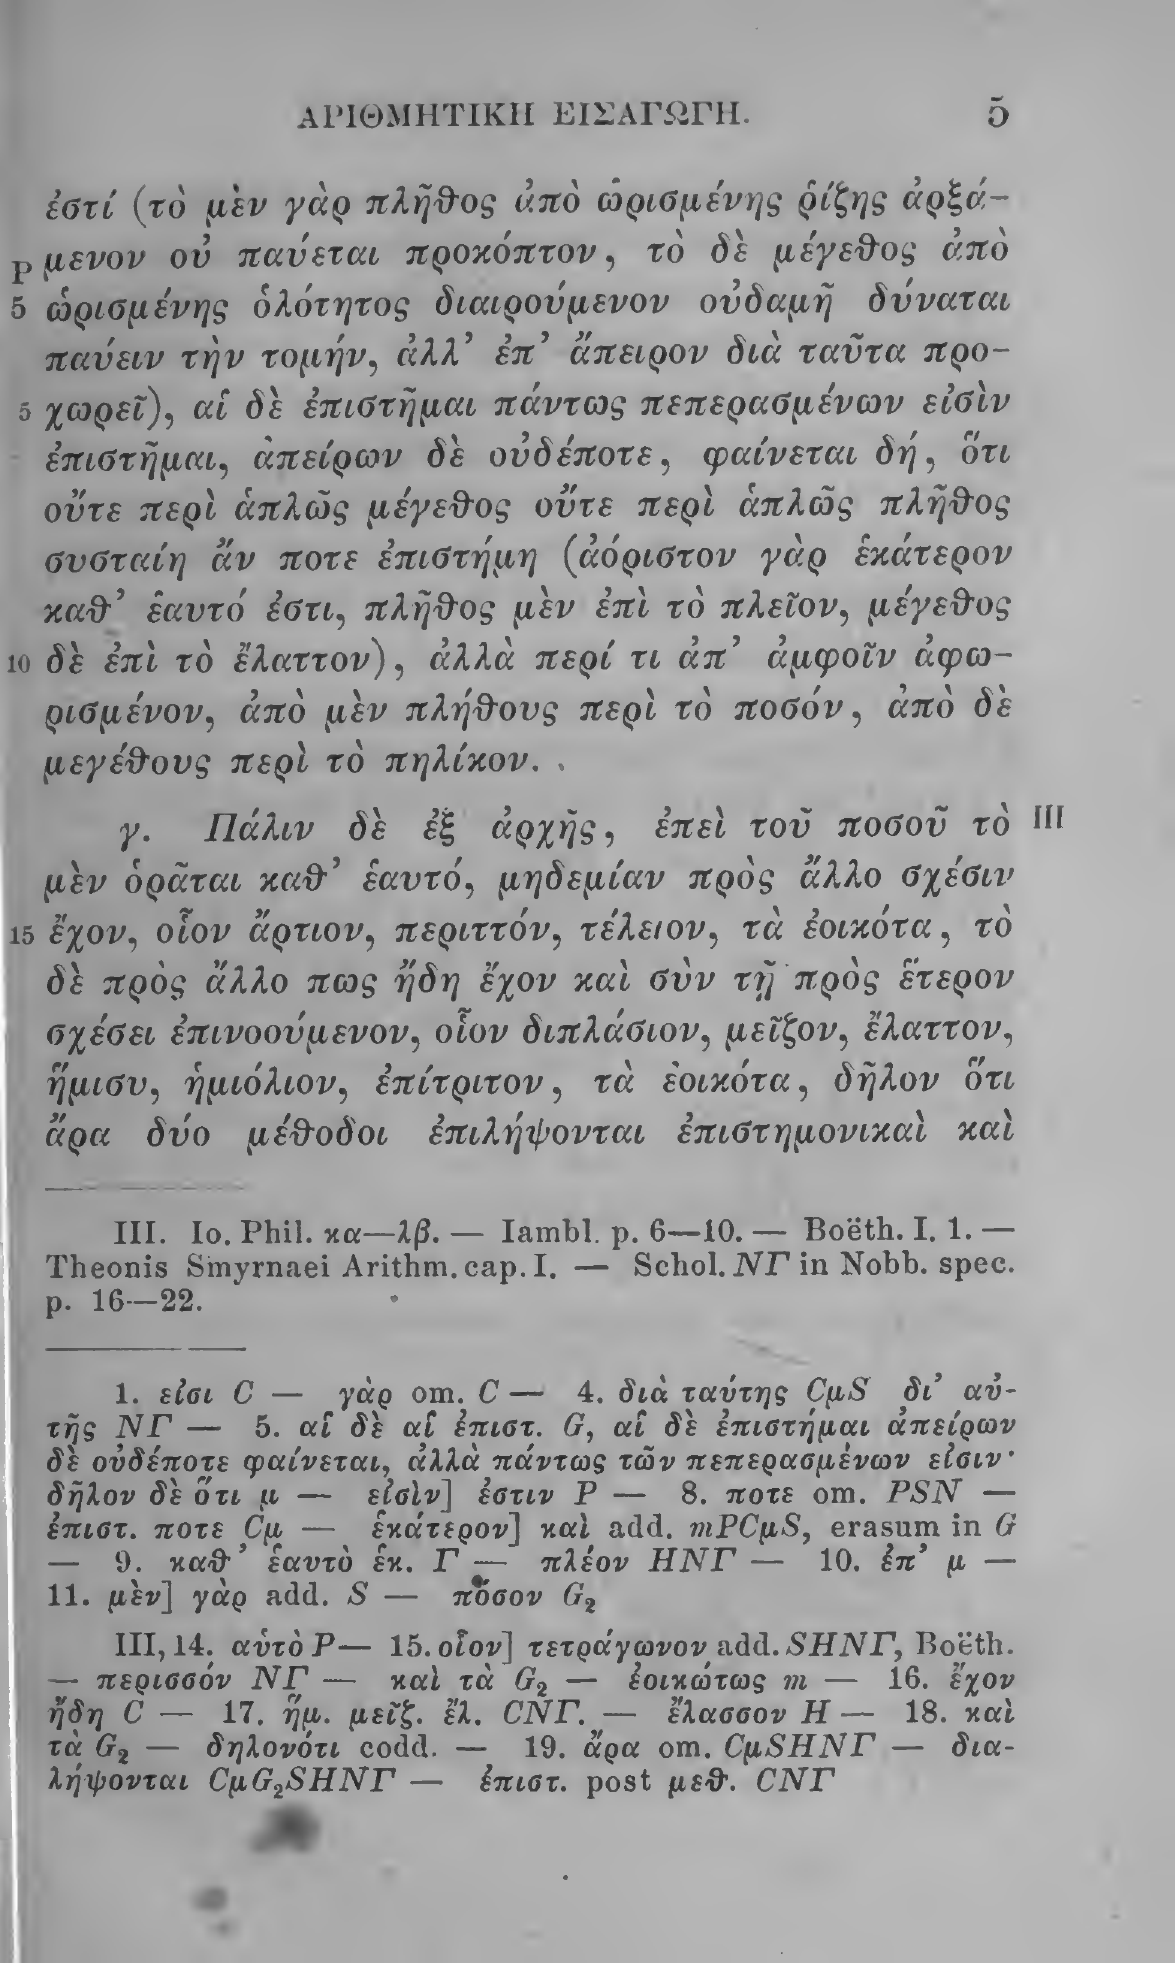 ΑΡΙΘΜΗΤΙΚΗ ΕΙΣΑΓΩΓΗ. 5
ἐστί (τὸ μὲν γὰρ πλῆθος ἀπὸ ὡρισμένης ῥίζης ἀρξά-
p μενον οὐ παύεται προκόπτον, τὸ δὲ μέγεθος ἀπὸ
5 ὡρισμένης ὁλότητος διαιρούμενον οὐδαμῆ δύναται
παύειν τὴν τομήν, ἀλλ’ ἐπ’ ἄπειρον διὰ ταῦτα προ-
5 χωρεῖ), αἱ δὲ ἐπιστῆμαι πάντως πεπερασμένων εἰσὶν
ἐπιστῆμαι, ἀπείρων δὲ οὐδέποτε, φαίνεται δή, ὅτι
οὔτε περὶ ἁπλῶς μέγεθος οὔτε περὶ ἁπλῶς πλῆθος
συσταίη ἄν ποτε ἐπιστήμη (ἀόριστον γὰρ ἑκάτερον
καθ’ ἑαυτό ἐστι, πλῆθος μὲν ἐπὶ τὸ πλεῖον, μέγεθος
10 δὲ ἐπὶ τὸ ἔλαττον), ἀλλὰ περί τι ἀπ’ ἀμφοῖν ἀφω-
ρισμένον, ἀπὸ μὲν πλήθους περὶ τὸ ποσόν, ἀπὸ δὲ
μεγέθους περὶ τὸ πηλίκον.
γ. Πάλιν δὲ ἐξ ἀρχῆς, ἐπεὶ τοῦ ποσοῦ τὸ III
μὲν ὁρᾶται καθ’ ἑαυτό, μηδεμίαν πρὸς ἄλλο σχέσιν
15 ἔχον, οἷον ἄρτιον, περιττόν, τέλειον, τὰ ἐοικότα, τὸ
δὲ πρὸς ἄλλο πως ἤδη ἔχον καὶ σὺν τῇ πρὸς ἕτερον
σχέσει ἐπινοούμενον, οἷον διπλάσιον, μεῖζον, ἔλαττον,
ἥμισυ, ἡμιόλιον, ἐπίτριτον, τὰ ἐοικότα, δῆλον ὅτι
ἄρα δύο μέθοδοι ἐπιλήψονται ἐπιστημονικαὶ καὶ
III. Io. Phil. κα—λβ. — Iambl. p. 6—10. — Boëth. I. 1. —
Theonis Smyrnaei Arithm. cap. I. — Schol. NΓ in Nobb. spec.
p. 16—22.
1. εἰσι C — γὰρ om. C — 4. διὰ ταύτης CμS δι’ αὐ-
τῆς NΓ — 5. αἱ δὲ αἱ ἐπιστ. G, αἱ δὲ ἐπιστήμαι ἀπείρων
δὲ οὐδέποτε φαίνεται, ἀλλὰ πάντως τῶν πεπερασμένων εἰσιν·
δῆλον δὲ ὅτι μ — εἰσὶν] ἐστιν P — 8. ποτε om. PSN —
ἐπιστ. ποτε Cμ — ἑκάτερον] καὶ add. mPCμS, erasum in G
— 9. καθ’ ἑαυτὸ ἑκ. Γ — πλέον HNΓ — 10. ἐπ’ μ —
11. μὲν] γὰρ add. S — πόσον G₂
III, 14. αὐτὸ P — 15. οἷον] τετράγωνον add. SHNΓ, Boëth.
— περισσόν NΓ — καὶ τὰ G₂ — ἐοικώτως m — 16. ἔχον
ἤδη C — 17. ἥμ. μεῖζ. ἔλ. CNΓ. — ἔλασσον H — 18. καὶ
τὰ G₂ — δηλονότι codd. — 19. ἄρα om. CμSHNΓ — δια-
λήψονται CμG₂SHNΓ — ἐπιστ. post μεθ. CNΓ